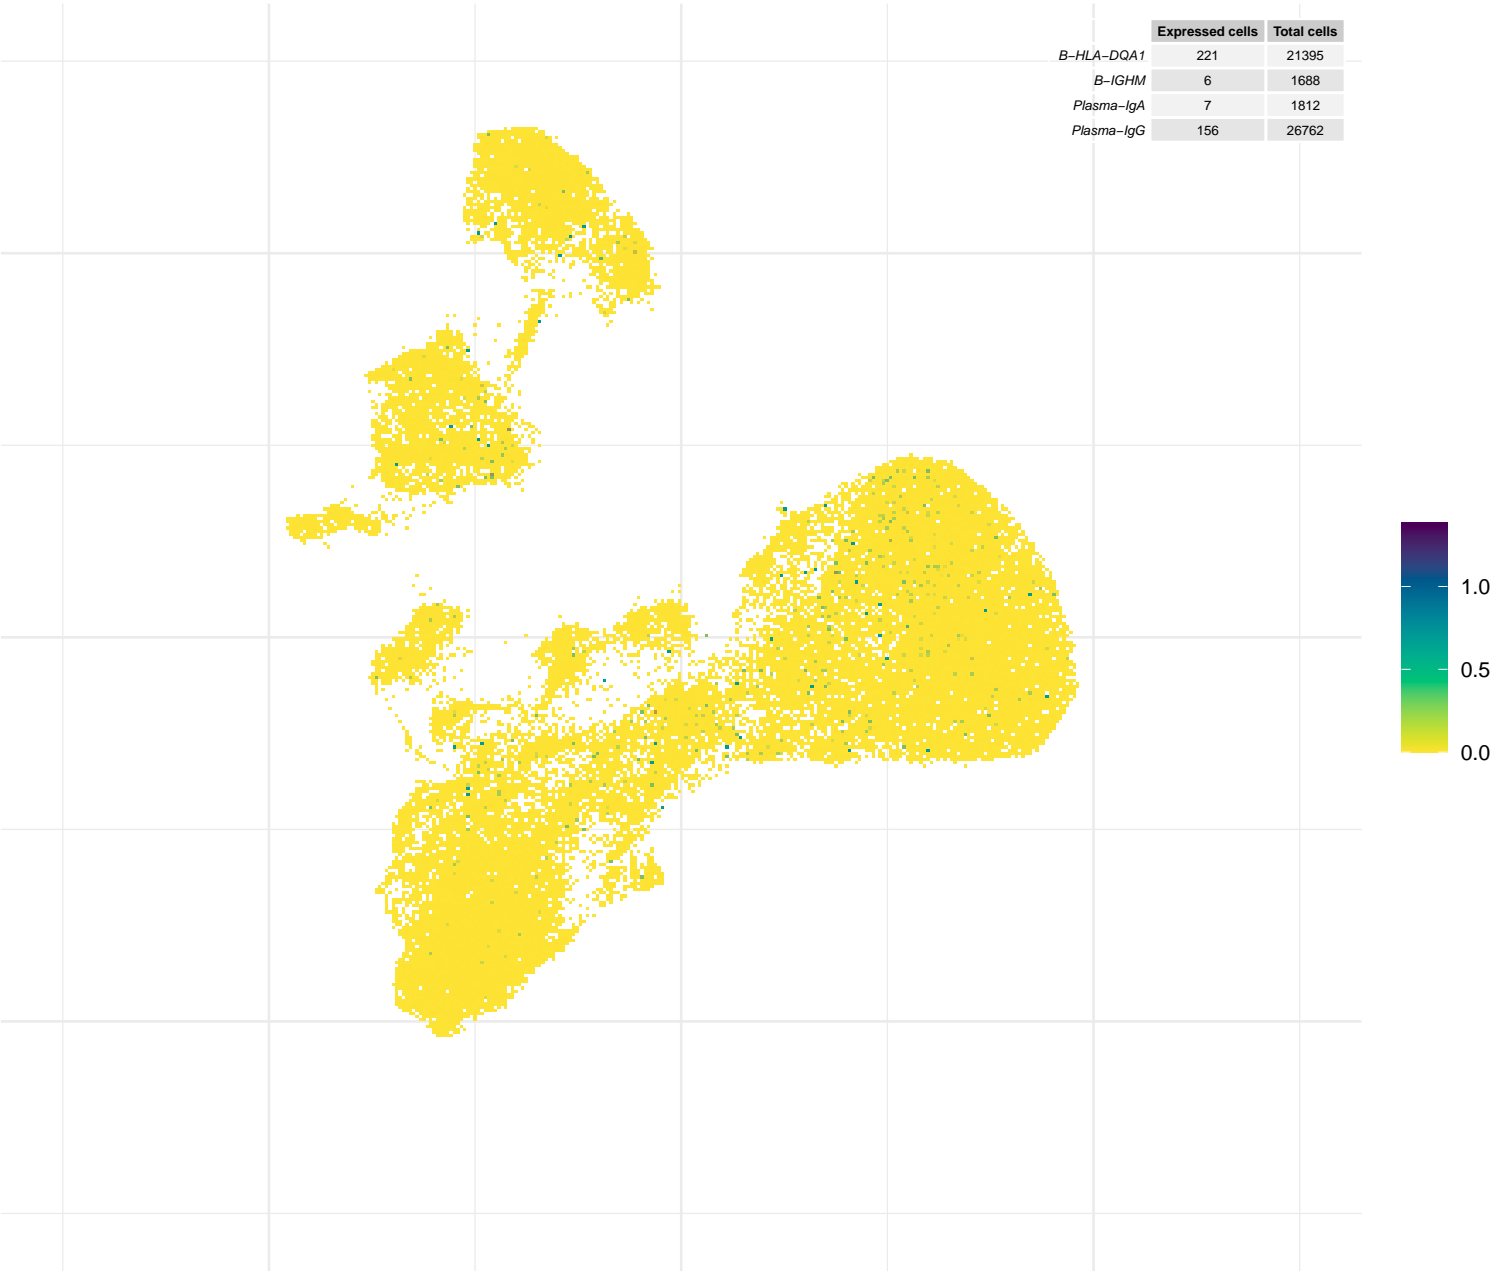 Expressed cells Total cells
B−HLA−DQA1 221 21395
B−IGHM 6 1688
Plasma−IgA 7 1812
Plasma−IgG 156 26762
1.0
0.5
0.0